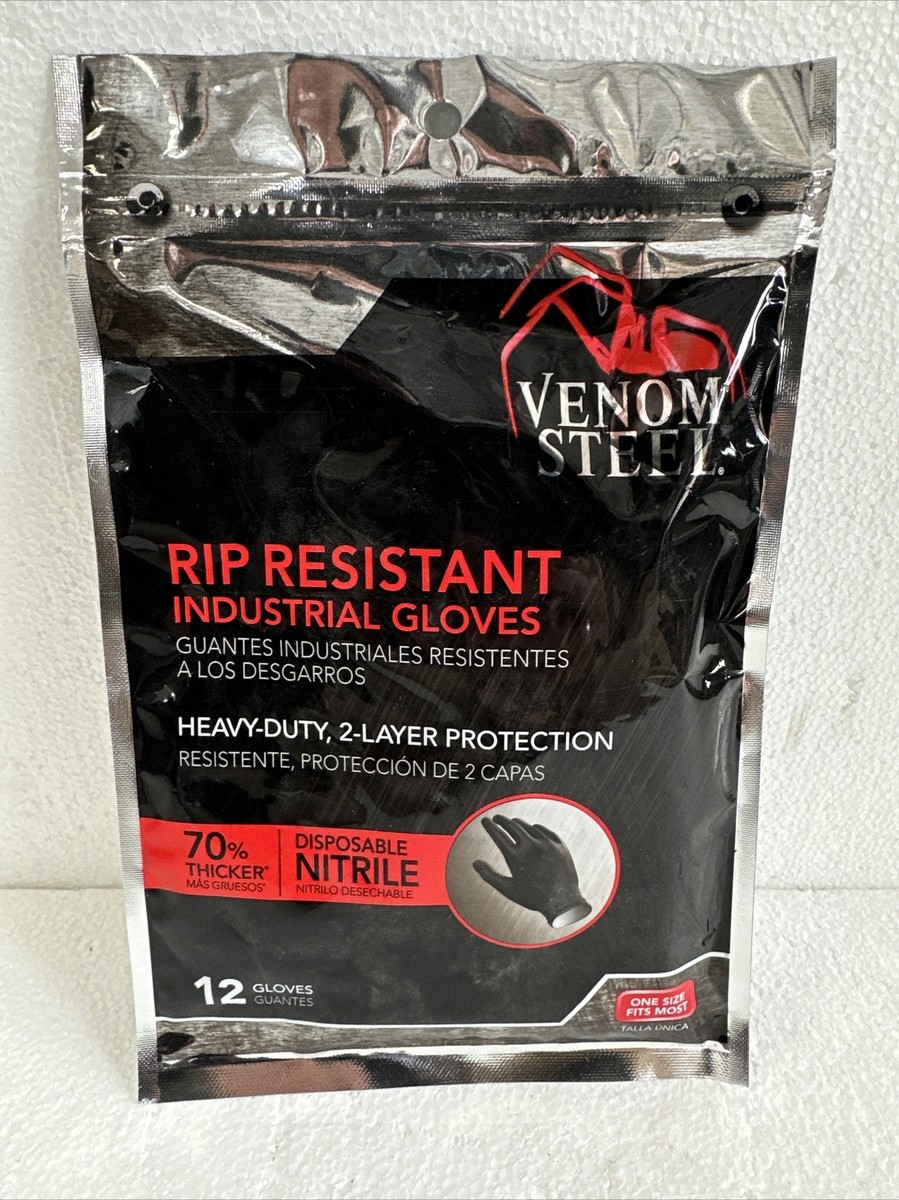 VENOM
STEEL®
RIP RESISTANT
INDUSTRIAL GLOVES
GUANTES INDUSTRIALES RESISTENTES
A LOS DESGARROS
HEAVY-DUTY, 2-LAYER PROTECTION
RESISTENTE, PROTECCIÓN DE 2 CAPAS
70%
THICKER*
MÁS GRUESOS*
DISPOSABLE
NITRILE
NITRILO DESECHABLE
12 GLOVES
GUANTES
ONE SIZE
FITS MOST
TALLA ÚNICA